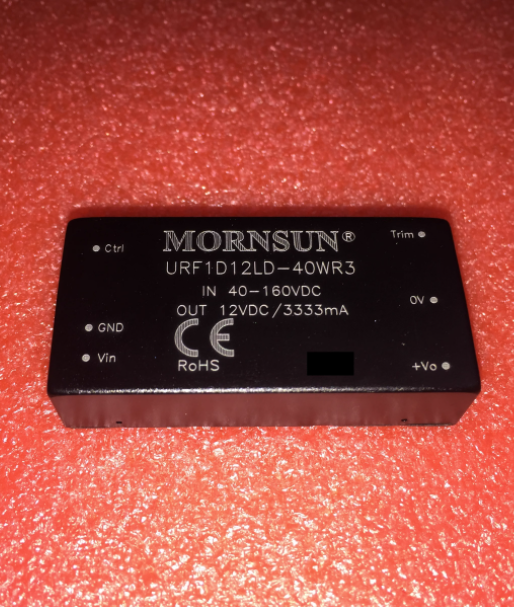 MORNSUN®
URF1D12LD-40WR3
IN 40-160VDC
OUT 12VDC/3333mA
CE
RoHS
Ctrl
GND
Vin
Trim
0V
+Vo